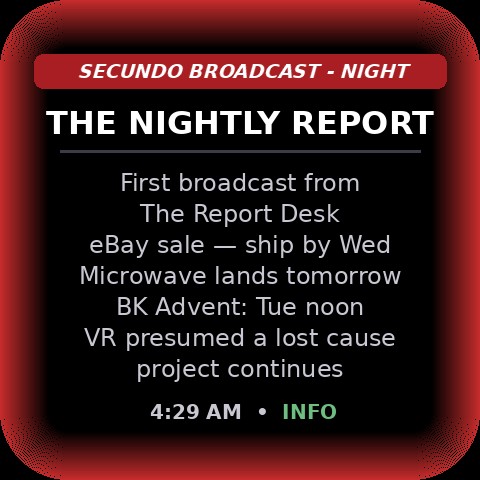 SECUNDO BROADCAST - NIGHT
THE NIGHTLY REPORT
First broadcast from
The Report Desk
eBay sale — ship by Wed
Microwave lands tomorrow
BK Advent: Tue noon
VR presumed a lost cause
project continues
4:29 AM • INFO